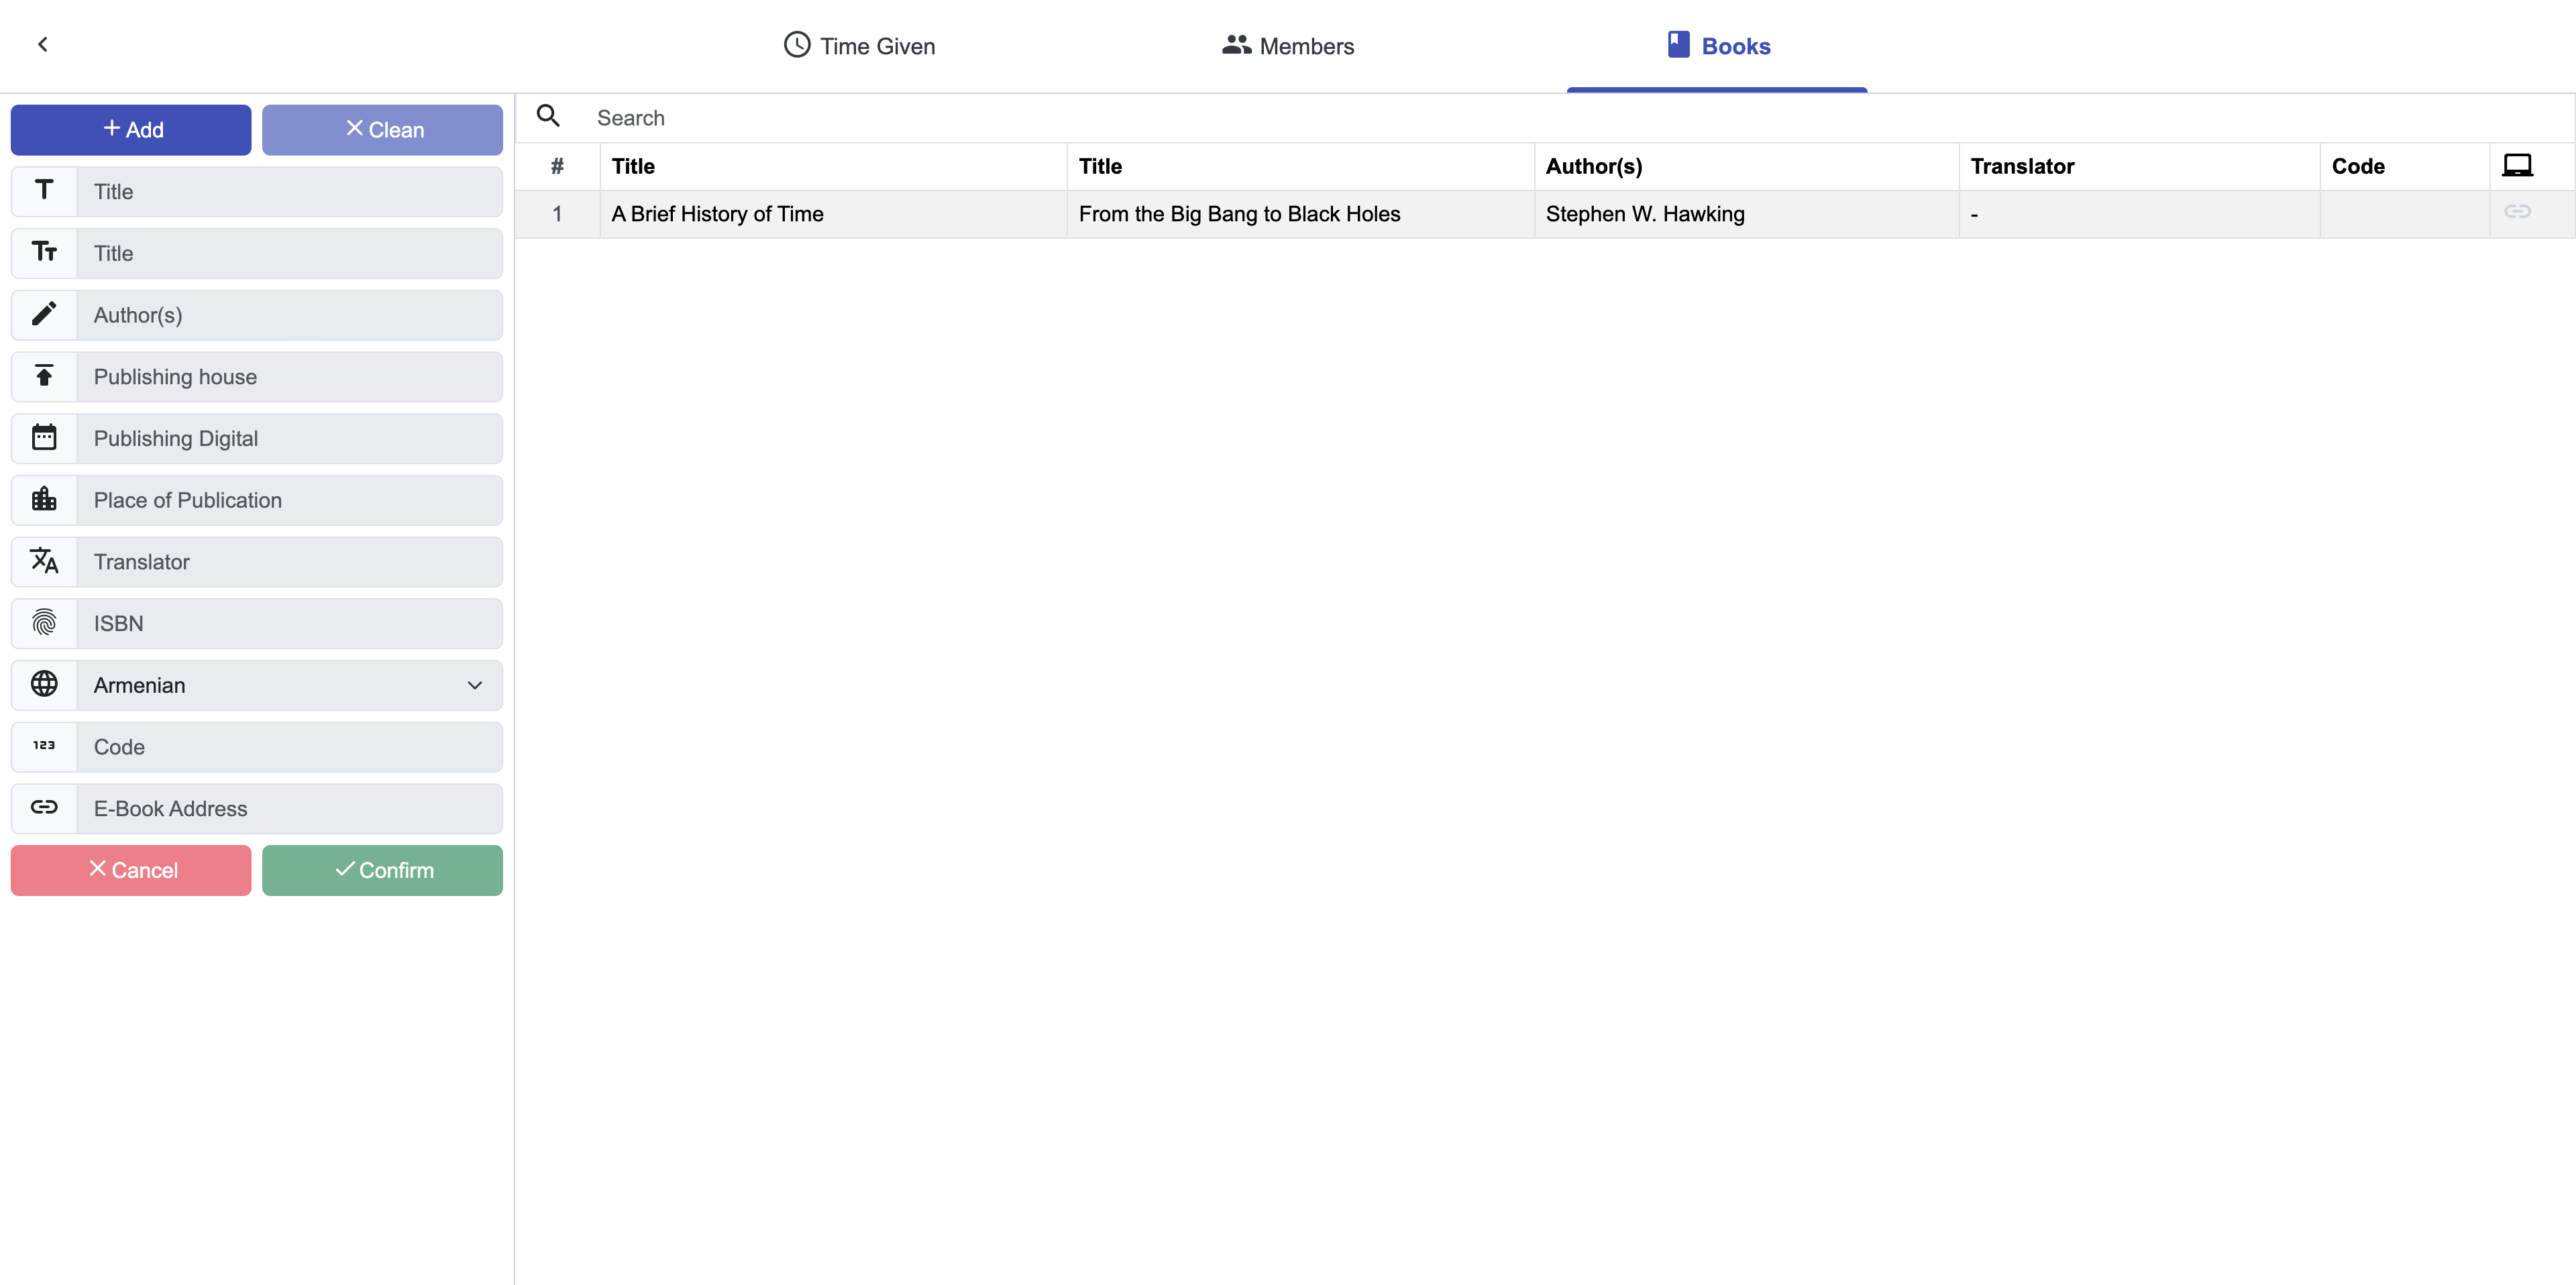 Time Given
Members
Books
Add
Clean
Title
Title
Author(s)
Publishing house
Publishing Digital
Place of Publication
Translator
ISBN
Armenian
123
Code
E-Book Address
Cancel
Confirm
Search
# Title Title Author(s) Translator Code
1 A Brief History of Time From the Big Bang to Black Holes Stephen W. Hawking -